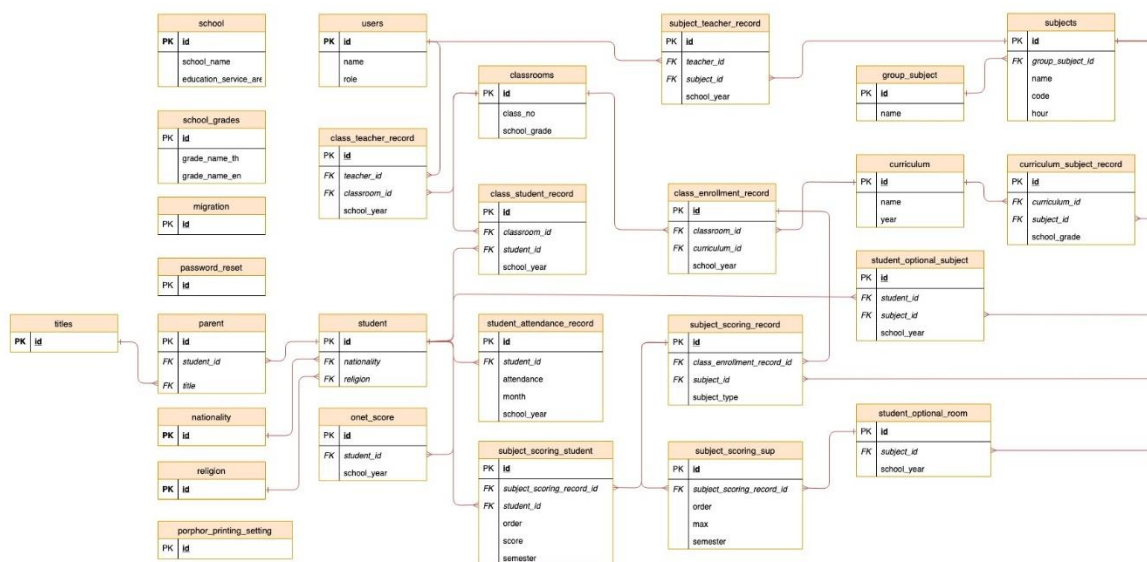 school
PK id
school_name
education_service_are
users
PK id
name
role
subject_teacher_record
PK id
FK teacher_id
FK subject_id
school_year
subjects
PK id
FK group_subject_id
name
code
hour
classrooms
PK id
class_no
school_grade
group_subject
PK id
name
school_grades
PK id
grade_name_th
grade_name_en
class_teacher_record
PK id
FK teacher_id
FK classroom_id
school_year
class_student_record
PK id
FK classroom_id
FK student_id
school_year
class_enrollment_record
PK id
FK classroom_id
FK curriculum_id
school_year
curriculum
PK id
name
year
curriculum_subject_record
PK id
FK curriculum_id
FK subject_id
school_grade
migration
PK id
password_reset
PK id
student_optional_subject
PK id
FK student_id
FK subject_id
school_year
titles
PK id
parent
PK id
FK student_id
FK title
student
PK id
FK nationality
FK religion
student_attendance_record
PK id
FK student_id
attendance
month
school_year
subject_scoring_record
PK id
FK class_enrollment_record_id
FK subject_id
subject_type
nationality
PK id
onet_score
PK id
FK student_id
school_year
student_optional_room
PK id
FK subject_id
school_year
religion
PK id
subject_scoring_student
PK id
FK subject_scoring_record_id
FK student_id
order
score
semester
subject_scoring_sup
PK id
FK subject_scoring_record_id
order
max
semester
porphor_printing_setting
PK id